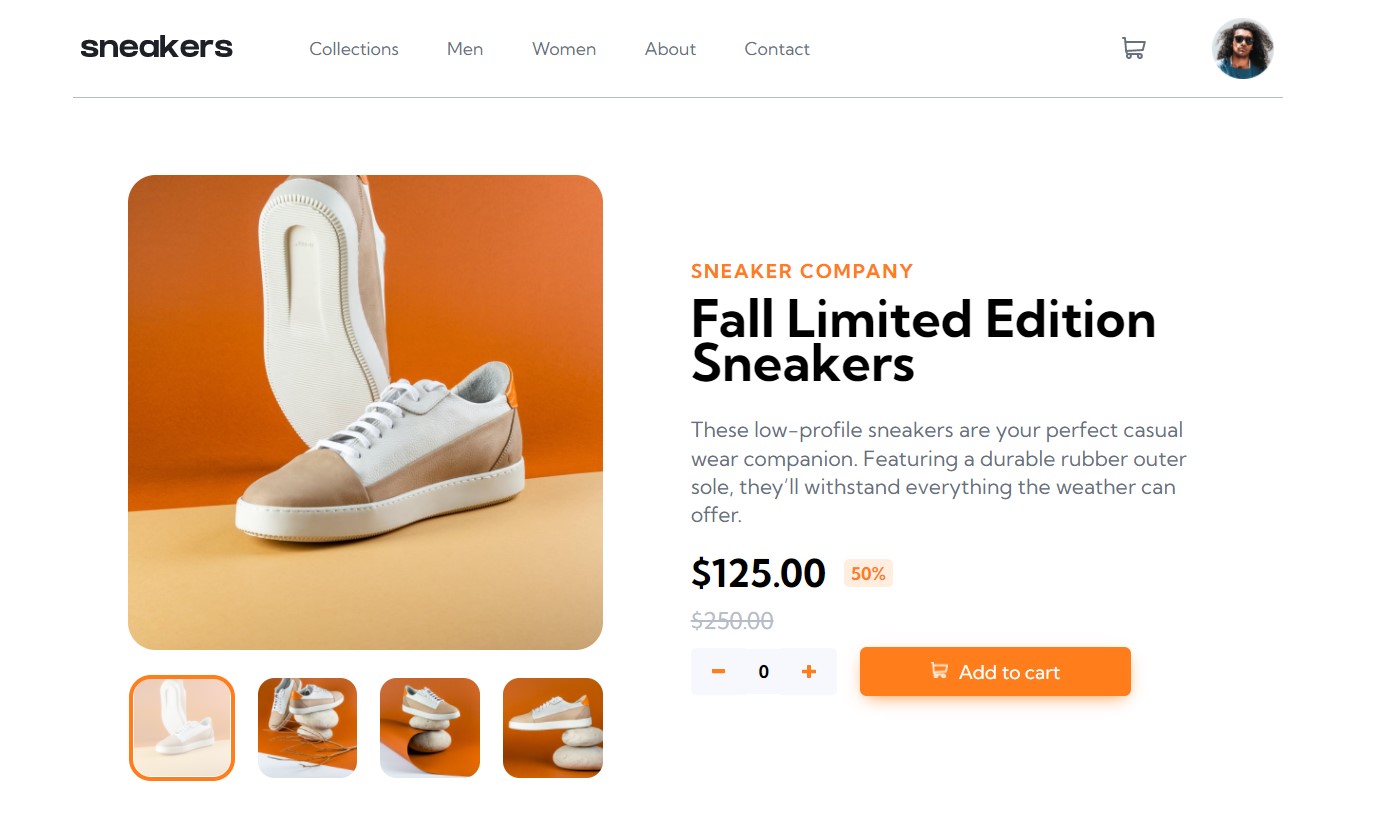 sneakers
Collections
Men
Women
About
Contact
SNEAKER COMPANY
Fall Limited Edition
Sneakers
These low-profile sneakers are your perfect casual
wear companion. Featuring a durable rubber outer
sole, they’ll withstand everything the weather can
offer.
$125.00
50%
$250.00
0
Add to cart